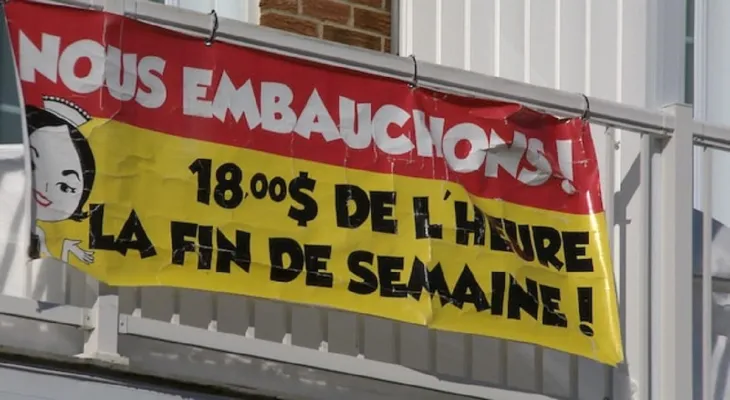 NOUS EMBAUCHONS!
18.00$ DE L'HEURE
LA FIN DE SEMAINE!